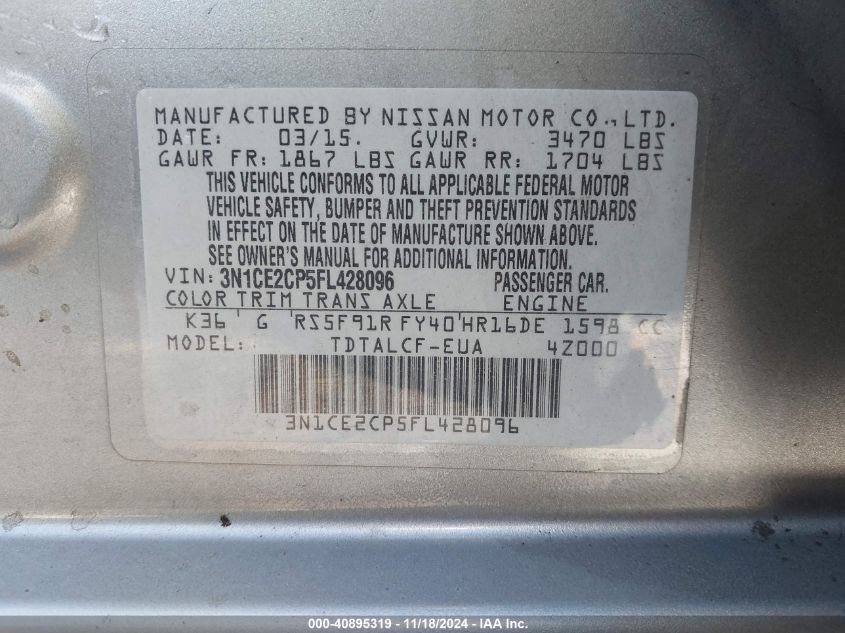 MANUFACTURED BY NISSAN MOTOR CO., LTD.
DATE: 03/15. GVWR: 3470 LBS
GAWR FR: 1867 LBS GAWR RR: 1704 LBS
THIS VEHICLE CONFORMS TO ALL APPLICABLE FEDERAL MOTOR
VEHICLE SAFETY, BUMPER AND THEFT PREVENTION STANDARDS
IN EFFECT ON THE DATE OF MANUFACTURE SHOWN ABOVE.
SEE OWNER'S MANUAL FOR ADDITIONAL INFORMATION.
VIN: 3N1CE2CP5FL428096 PASSENGER CAR.
COLOR TRIM TRANS AXLE ENGINE
K36 G RS5F91R FY40 HR16DE 1598 CC
MODEL: TDTALCF-EUA 4Z000
3N1CE2CP5FL428096
000-40895319 - 11/18/2024 - IAA Inc.